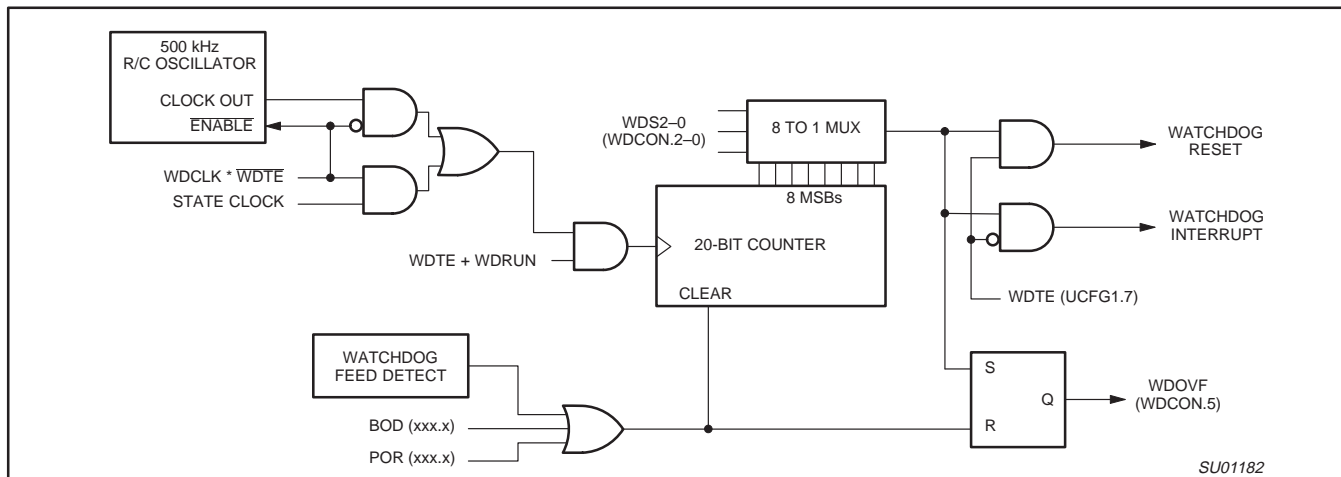 500 kHz
R/C OSCILLATOR
CLOCK OUT
ENABLE
WDCLK * WDTE
STATE CLOCK
WDS2–0
(WDCON.2–0)
8 TO 1 MUX
8 MSBs
20-BIT COUNTER
CLEAR
WDTE + WDRUN
WATCHDOG
RESET
WATCHDOG
INTERRUPT
WDTE (UCFG1.7)
WATCHDOG
FEED DETECT
BOD (xxx.x)
POR (xxx.x)
S
Q
R
WDOVF
(WDCON.5)
SU01182